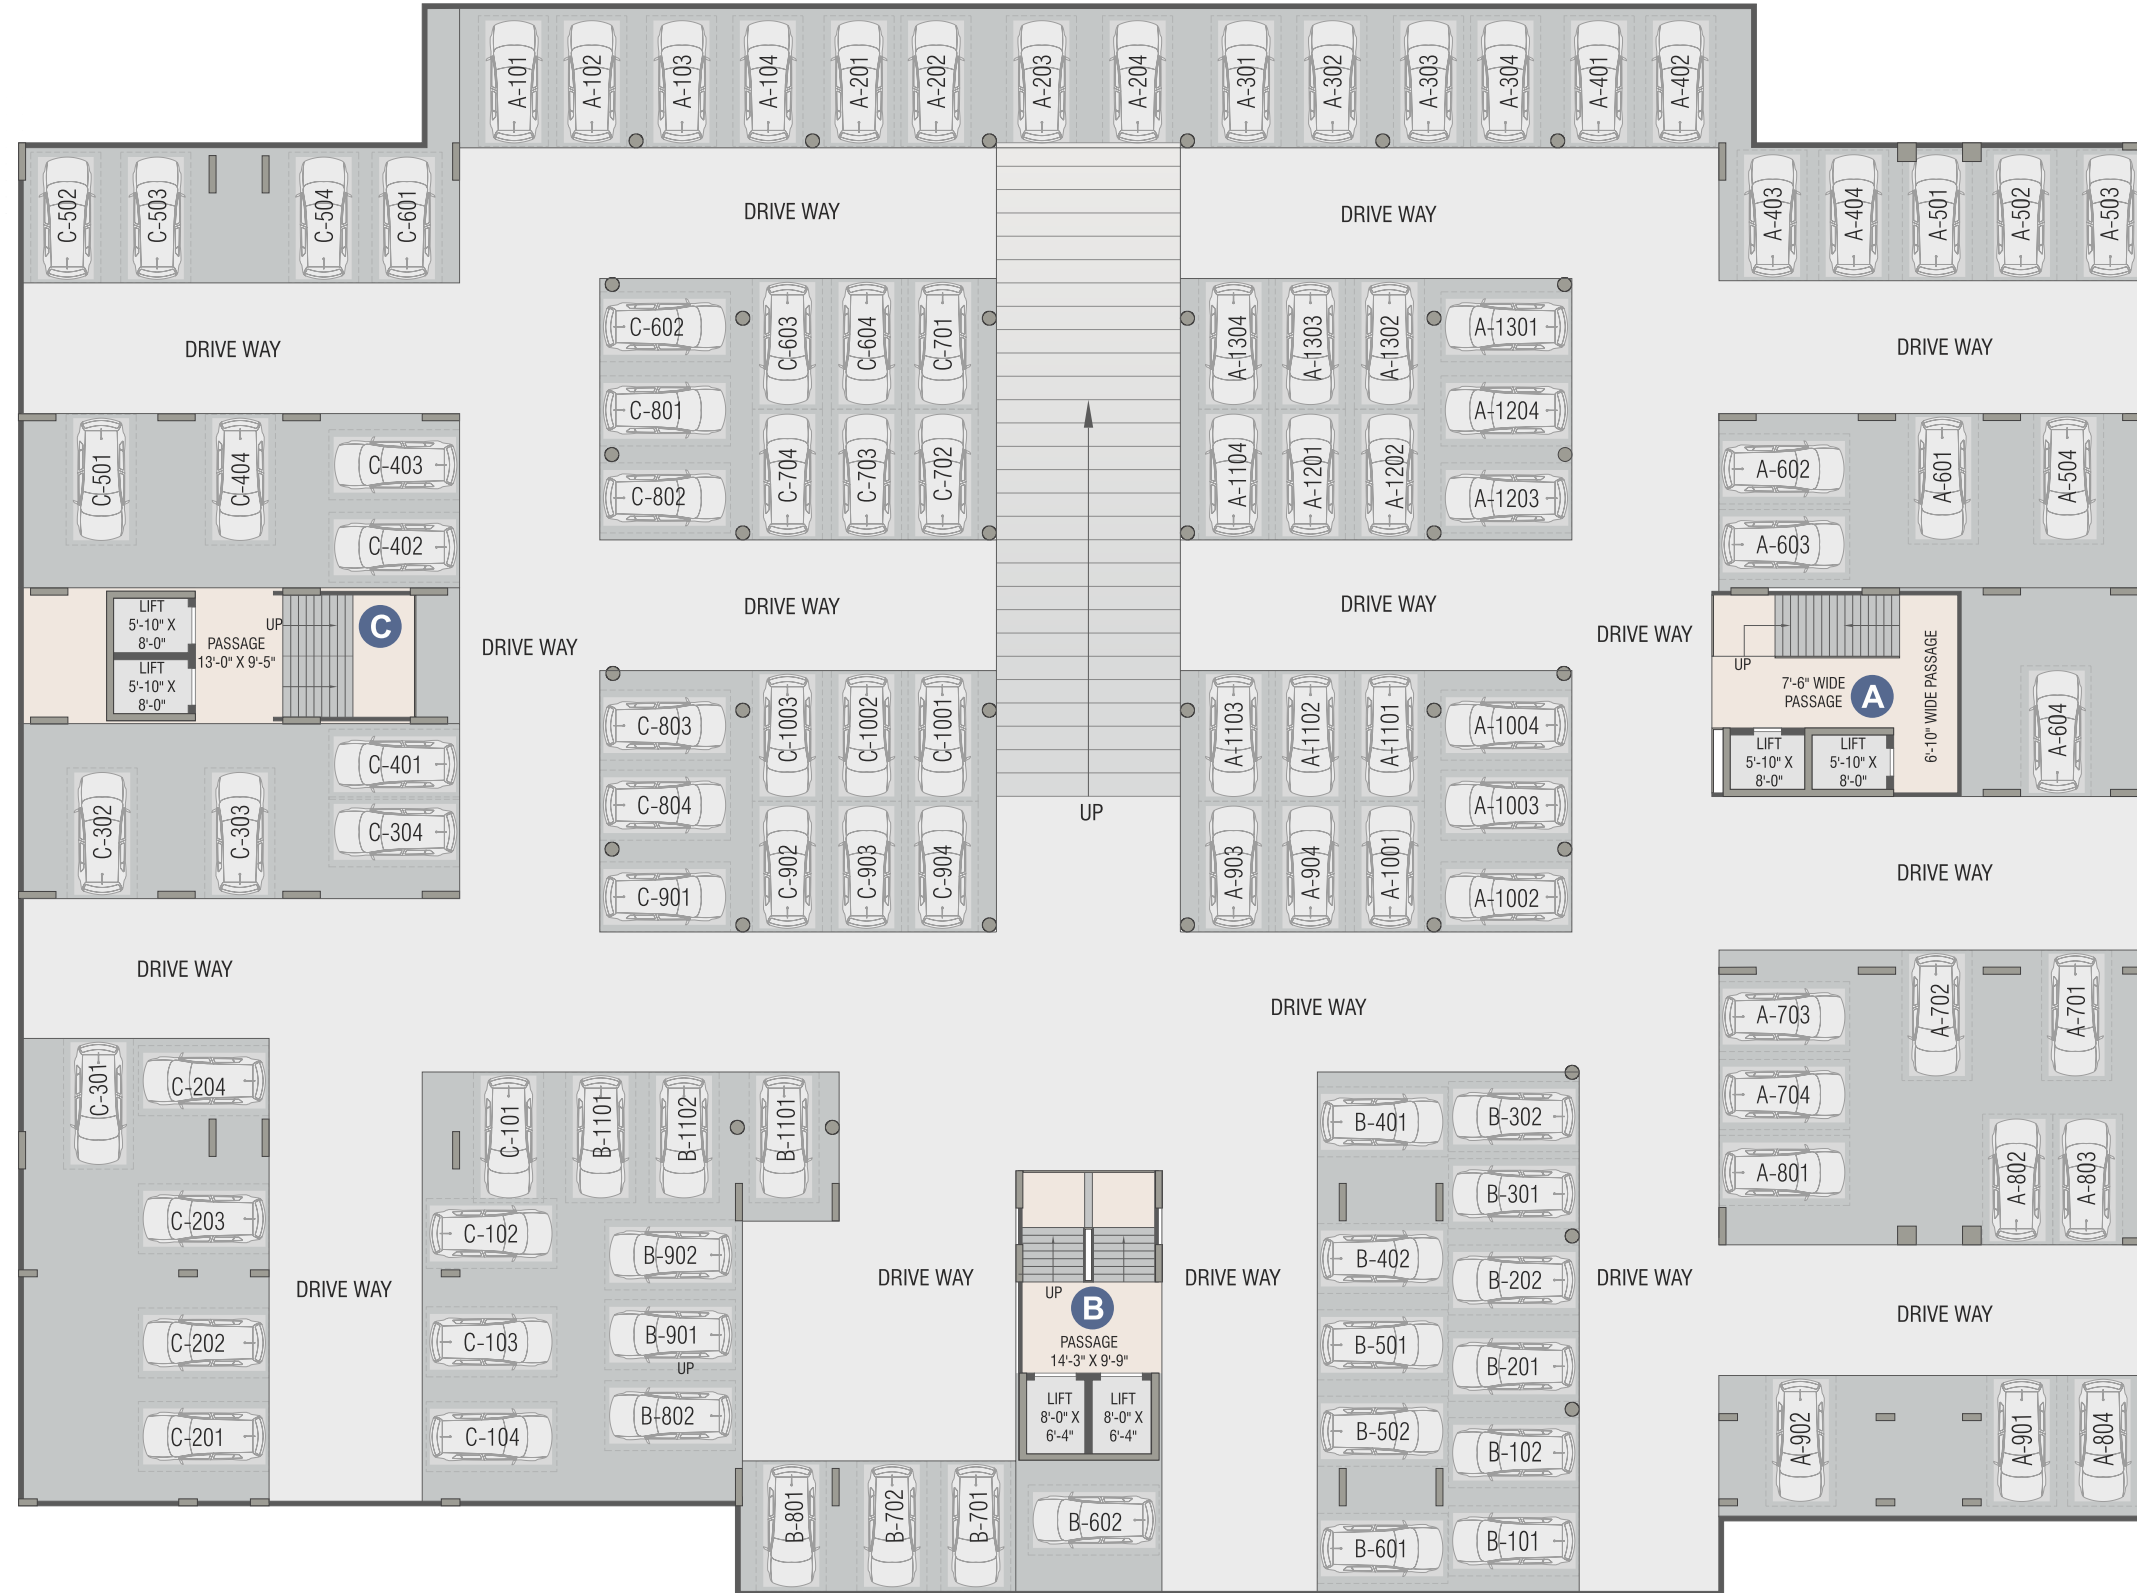 A-101
A-102
A-103
A-104
A-201
A-202
A-203
A-204
A-301
A-302
A-303
A-304
A-401
A-402
C-502
C-503
C-504
C-601
A-403
A-404
A-501
A-502
A-503
DRIVE WAY
DRIVE WAY
DRIVE WAY
DRIVE WAY
C-602
C-603
C-604
C-701
C-801
C-802
C-704
C-703
C-702
A-1304
A-1303
A-1302
A-1301
A-1204
A-1104
A-1201
A-1202
A-1203
C-501
C-404
C-403
C-402
A-602
A-601
A-504
A-603
LIFT
5'-10" X
8'-0"
LIFT
5'-10" X
8'-0"
PASSAGE
13'-0" X 9'-5"
UP
C
DRIVE WAY
DRIVE WAY
DRIVE WAY
DRIVE WAY
UP
7'-6" WIDE
PASSAGE
A
6'-10" WIDE PASSAGE
LIFT
5'-10" X
8'-0"
LIFT
5'-10" X
8'-0"
A-604
C-401
C-304
C-302
C-303
C-803
C-804
C-901
C-1003
C-1002
C-1001
C-902
C-903
C-904
UP
A-1103
A-1102
A-1101
A-1004
A-1003
A-903
A-904
A-1001
A-1002
DRIVE WAY
DRIVE WAY
DRIVE WAY
C-301
C-204
C-203
C-202
C-201
DRIVE WAY
C-101
B-1101
B-1102
B-1101
C-102
C-103
C-104
B-902
B-901
UP
B-802
DRIVE WAY
UP
B
PASSAGE
14'-3" X 9'-9"
LIFT
8'-0" X
6'-4"
LIFT
8'-0" X
6'-4"
DRIVE WAY
B-401
B-302
B-301
B-402
B-202
B-501
B-201
B-502
B-102
B-601
B-101
DRIVE WAY
A-703
A-702
A-701
A-704
A-801
A-802
A-803
DRIVE WAY
A-902
A-901
A-804
B-801
B-702
B-701
B-602